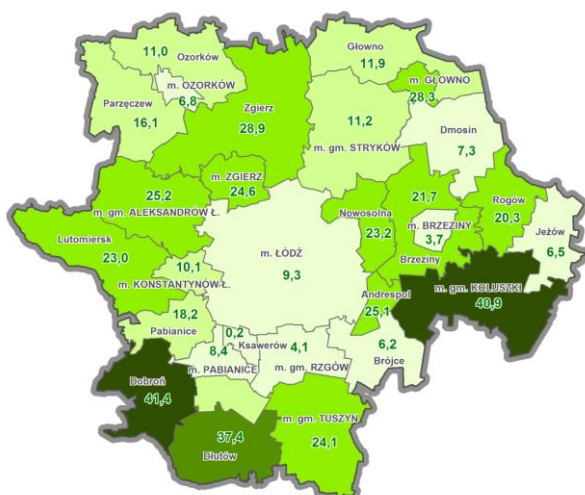 11,0
Ozorków
m. OZORKÓW
6,8
Parzęczew
16,1
Zgierz
28,9
Głowno
11,9
m. GŁOWNO
28,3
11,2
m. gm. STRYKÓW
Dmosin
7,3
m. ZGIERZ
24,6
25,2
m. gm. ALEKSANDRÓW Ł.
Lutomiersk
23,0
10,1
m. KONSTANTYNÓW Ł.
m. ŁÓDŹ
9,3
Nowosolna
23,2
21,7
m. BRZEZINY
3,7
Brzeziny
Rogów
20,3
Jeżów
6,5
m. gm. KOLUSZKI
40,9
Andrespol
25,1
6,2
Brójce
18,2
Pabianice
0,2
Ksawerów
8,4
m. PABIANICE
4,1
m. gm. RZGÓW
Dobroń
41,4
37,4
Dłutów
m. gm. TUSZYN
24,1